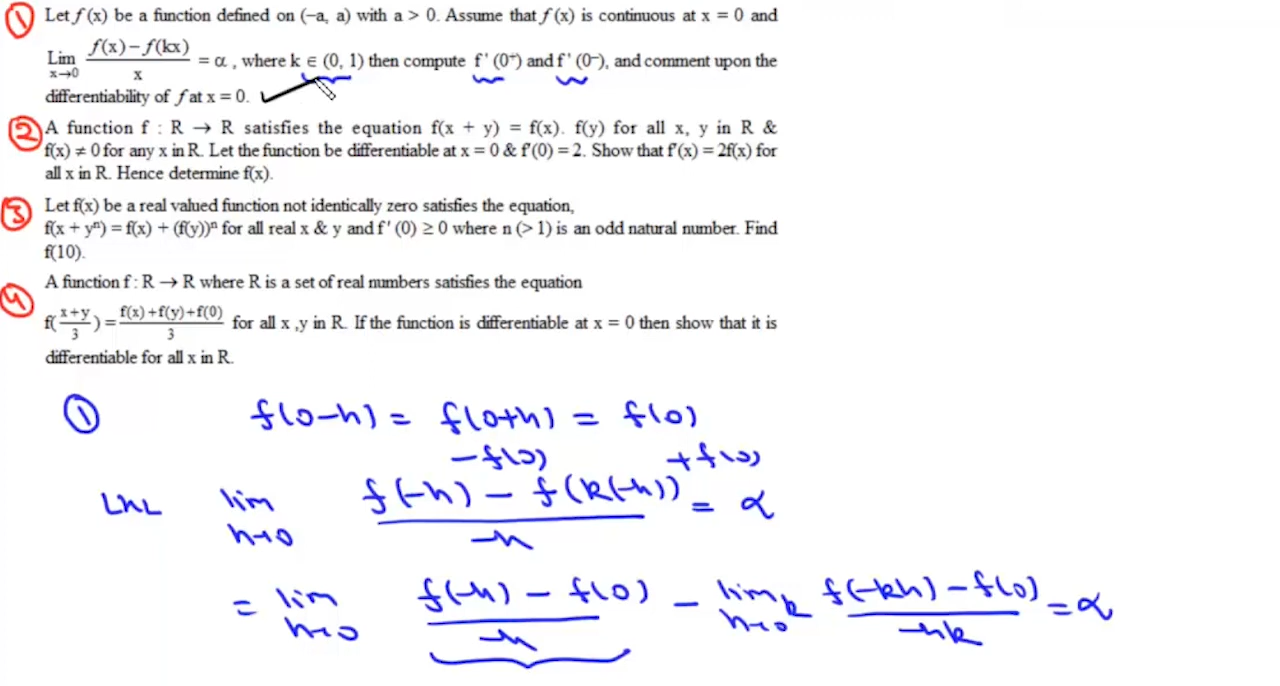 ① Let f (x) be a function defined on (–a, a) with a > 0. Assume that f (x) is continuous at x = 0 and
Lim x→0 (f(x) – f(kx))/x = α , where k ∈ (0, 1) then compute f ' (0⁺) and f ' (0⁻), and comment upon the
differentiability of f at x = 0.
② A function f : R → R satisfies the equation f(x + y) = f(x). f(y) for all x, y in R &
f(x) ≠ 0 for any x in R. Let the function be differentiable at x = 0 & f'(0) = 2. Show that f'(x) = 2f(x) for
all x in R. Hence determine f(x).
③ Let f(x) be a real valued function not identically zero satisfies the equation,
f(x + yⁿ) = f(x) + (f(y))ⁿ for all real x & y and f ' (0) ≥ 0 where n (> 1) is an odd natural number. Find
f(10).
④ A function f : R → R where R is a set of real numbers satisfies the equation
f((x+y)/3) = (f(x)+f(y)+f(0))/3 for all x ,y in R. If the function is differentiable at x = 0 then show that it is
differentiable for all x in R.
① f(0-h) = f(0+h) = f(0)
-f(0) +f(0)
LHL lim h→0 (f(-h) - f(k(-h)))/-h = α
= lim h→0 (f(-h) - f(0))/-h - lim h→0 k (f(-kh) - f(0))/-hk = α